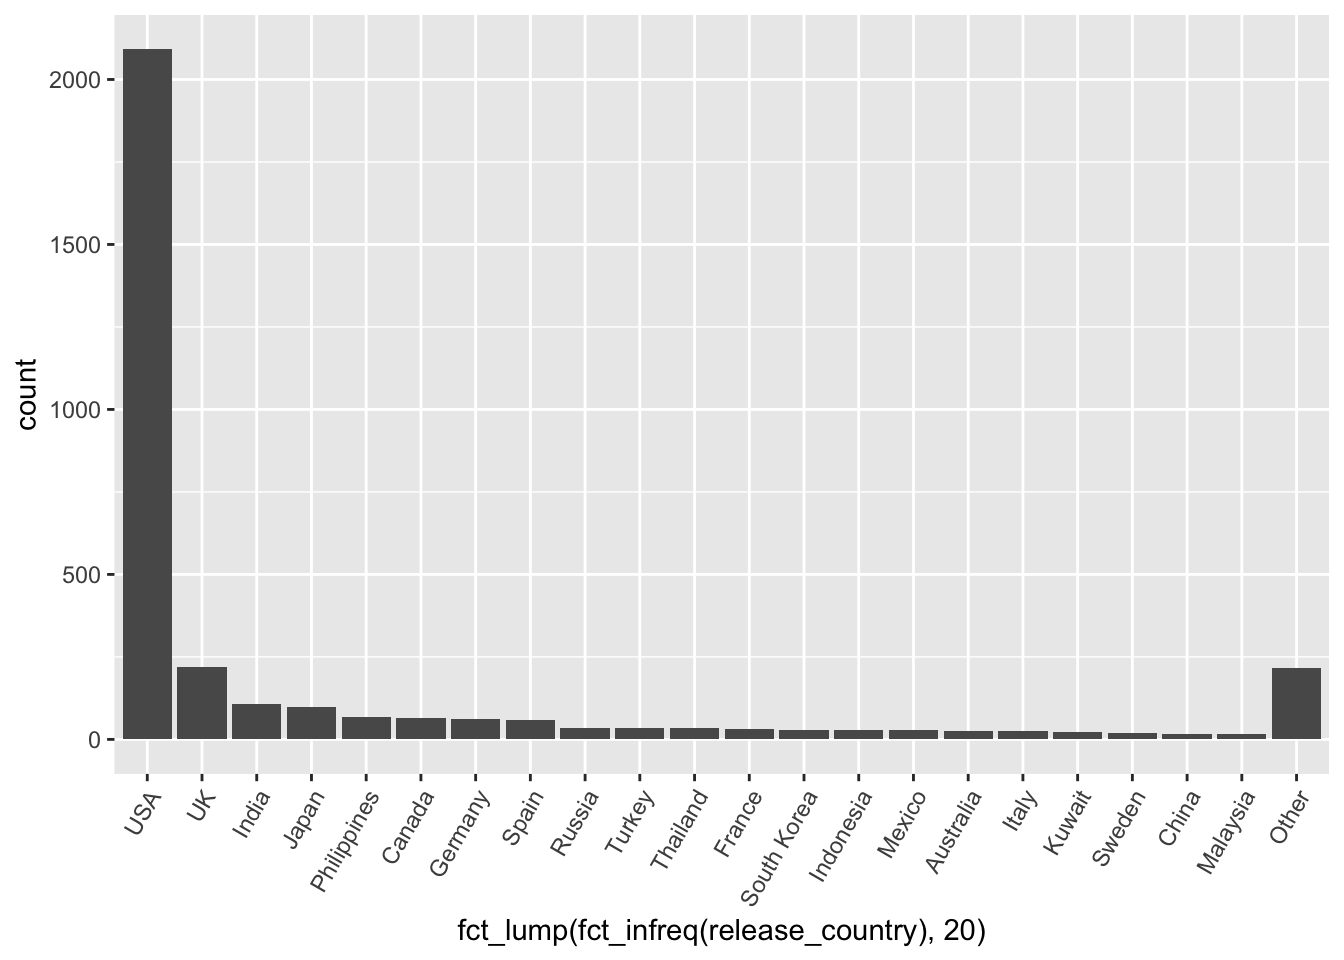 2000
1500
1000
500
0
count
USA
UK
India
Japan
Philippines
Canada
Germany
Spain
Russia
Turkey
Thailand
France
South Korea
Indonesia
Mexico
Australia
Italy
Kuwait
Sweden
China
Malaysia
Other
fct_lump(fct_infreq(release_country), 20)